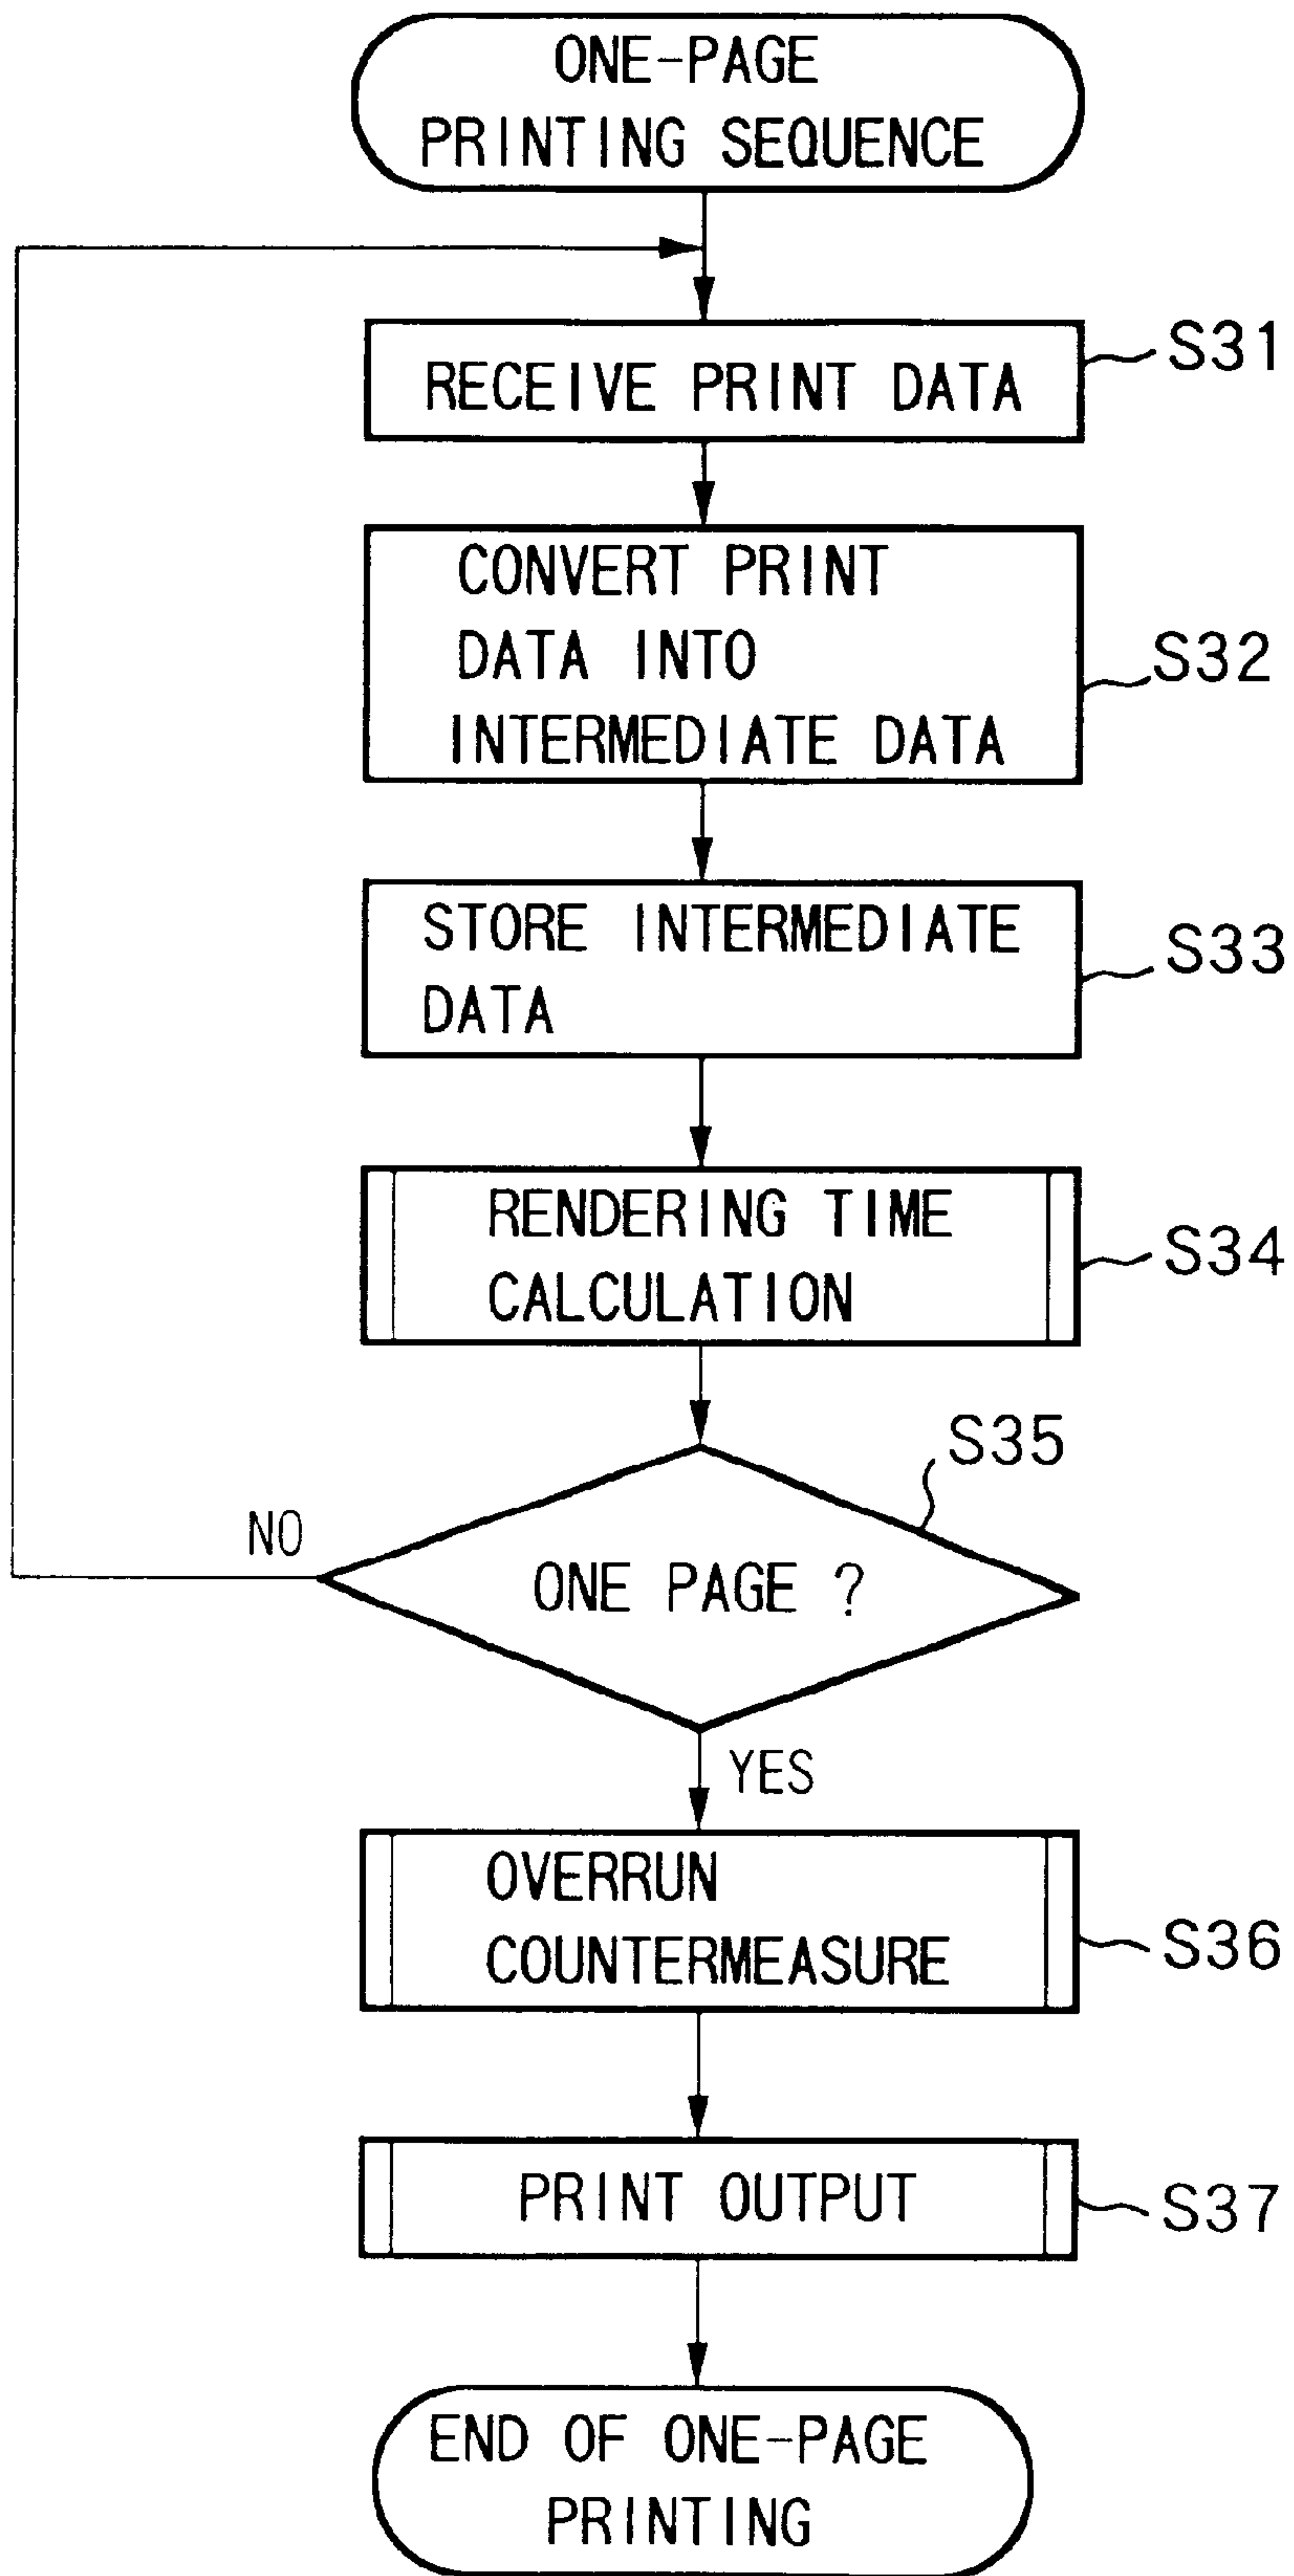 ONE-PAGE
PRINTING SEQUENCE
RECEIVE PRINT DATA
S31
CONVERT PRINT
DATA INTO
INTERMEDIATE DATA
S32
STORE INTERMEDIATE
DATA
S33
RENDERING TIME
CALCULATION
S34
S35
NO
ONE PAGE ?
YES
OVERRUN
COUNTERMEASURE
S36
PRINT OUTPUT
S37
END OF ONE-PAGE
PRINTING